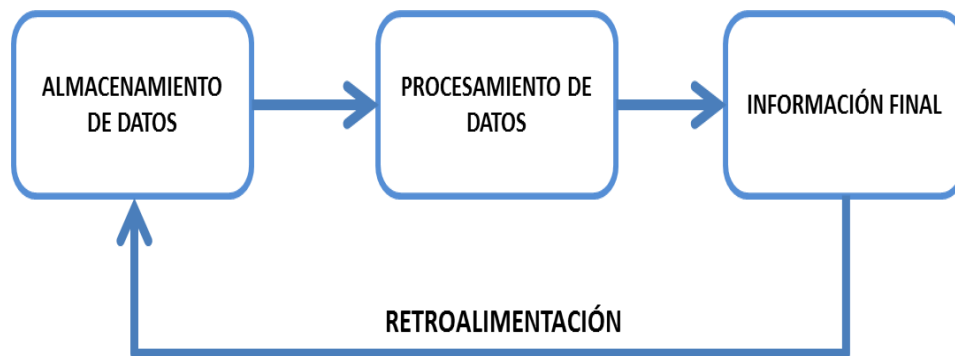 ALMACENAMIENTO
DE DATOS
PROCESAMIENTO DE
DATOS
INFORMACIÓN FINAL
RETROALIMENTACIÓN